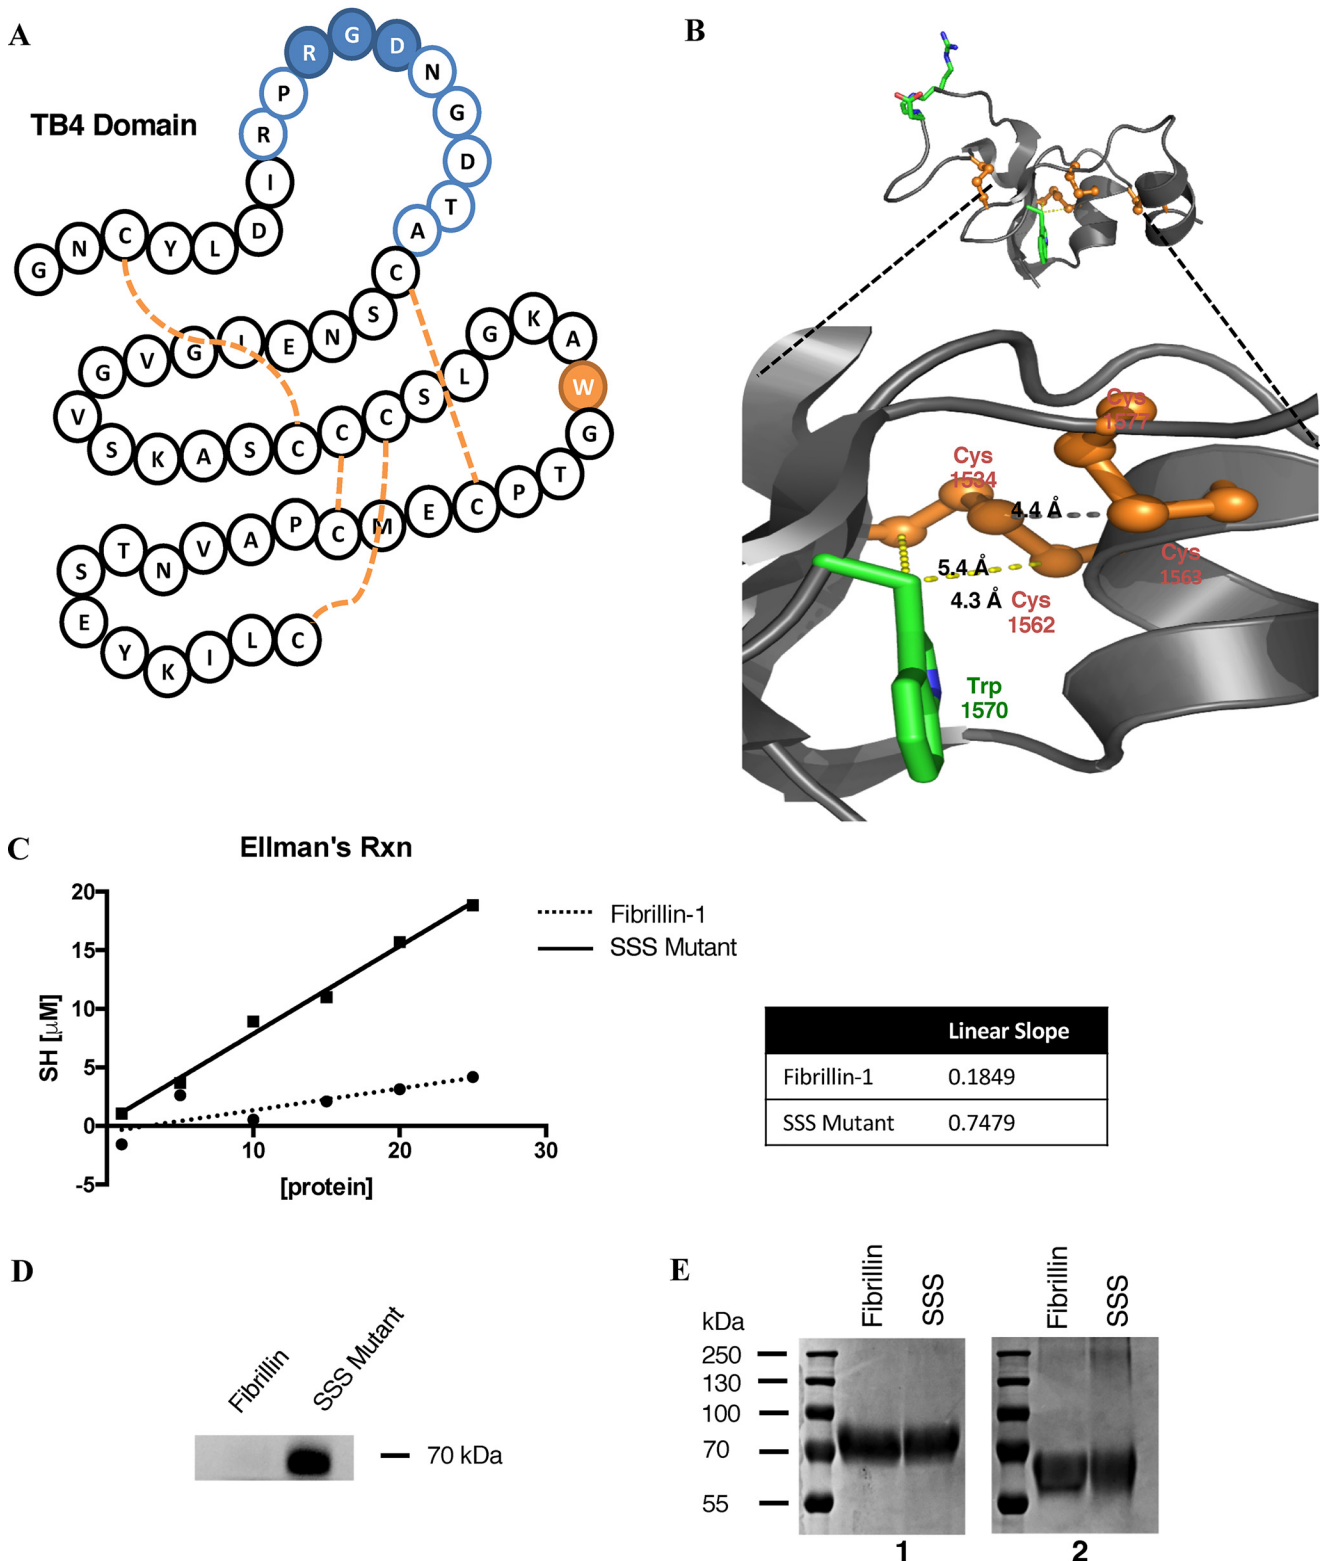 A
TB4 Domain
G N C Y L D I R P R G D N G D T A C
S N E I G V G V
S K A S C C C S L G K A W
G T P C E M C P A V N T S
E Y K I L C
B
Cys
1577
Cys
1534
4.4 Å
Cys
1563
5.4 Å
4.3 Å
Cys
1562
Trp
1570
C
Ellman's Rxn
SH [μM]
20
15
10
5
0
-5
10
20
30
[protein]
Fibrillin-1
SSS Mutant
Linear Slope
Fibrillin-1 0.1849
SSS Mutant 0.7479
D
Fibrillin
SSS Mutant
70 kDa
E
kDa
250
130
100
70
55
Fibrillin
SSS
Fibrillin
SSS
1
2